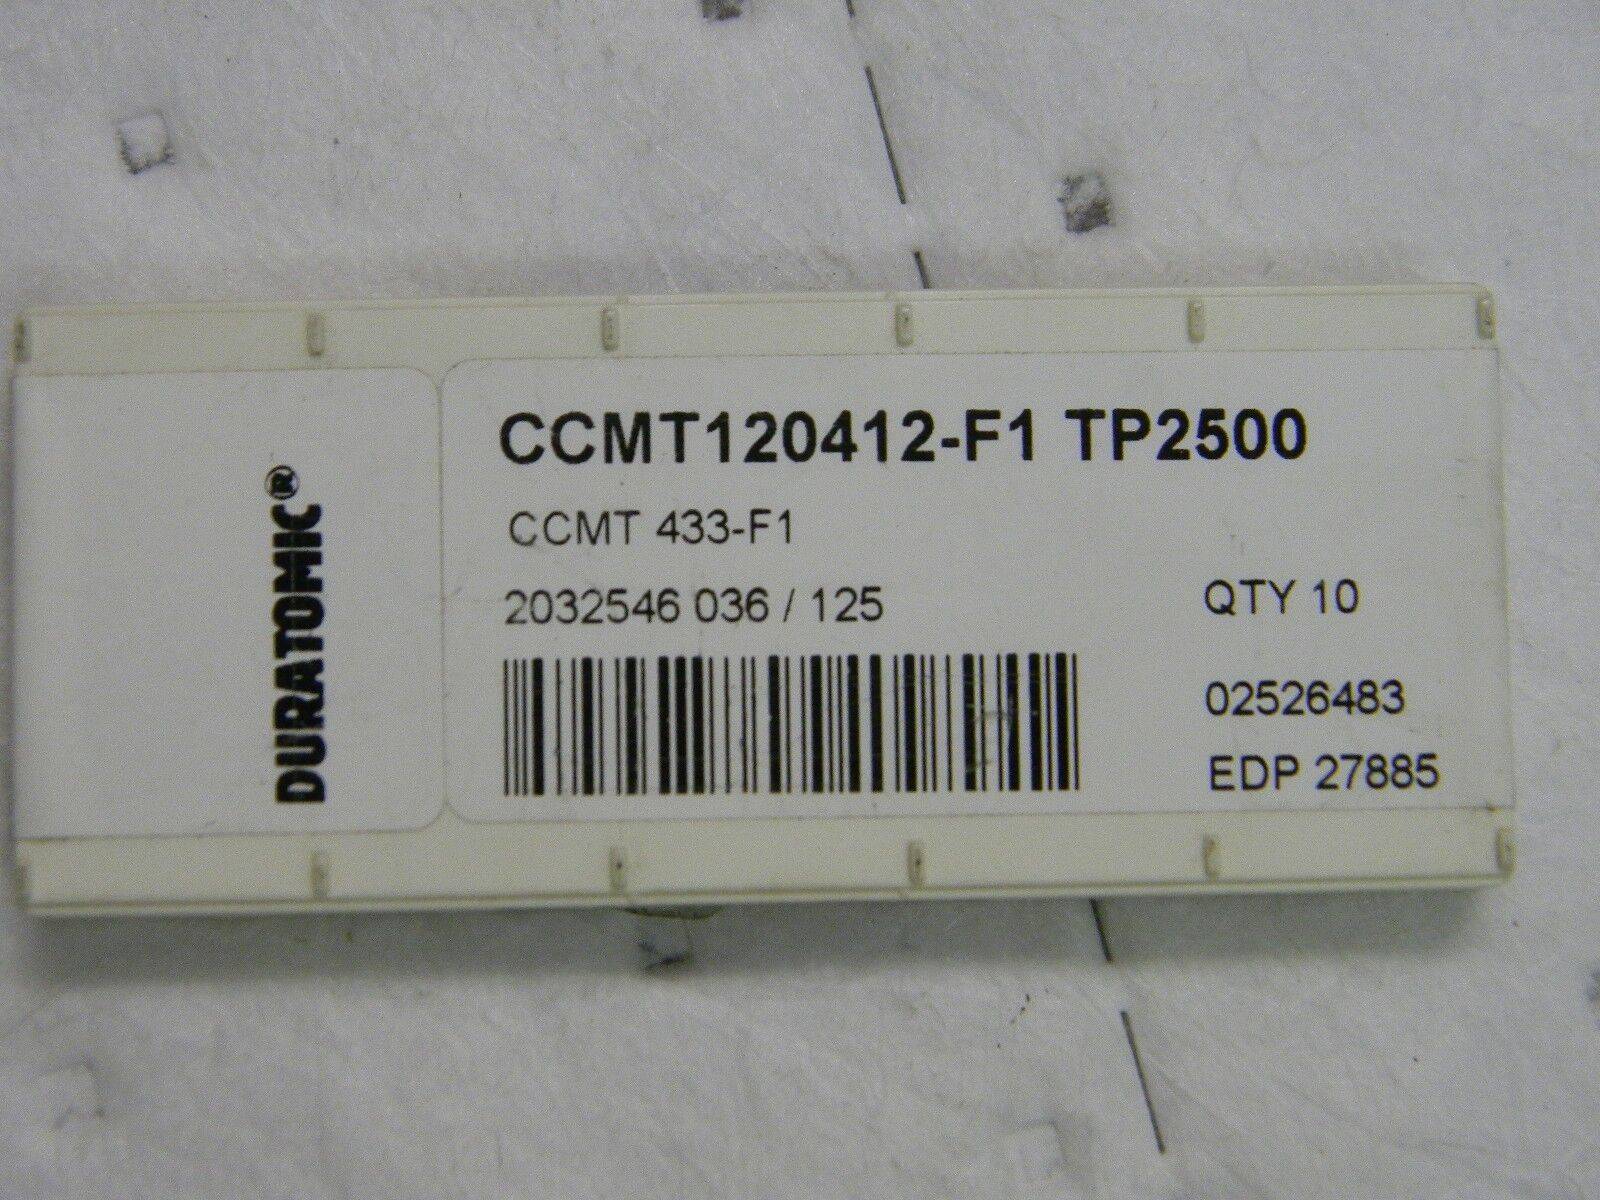 DURATOMIC®
CCMT120412-F1 TP2500
CCMT 433-F1
2032546 036 / 125
QTY 10
02526483
EDP 27885